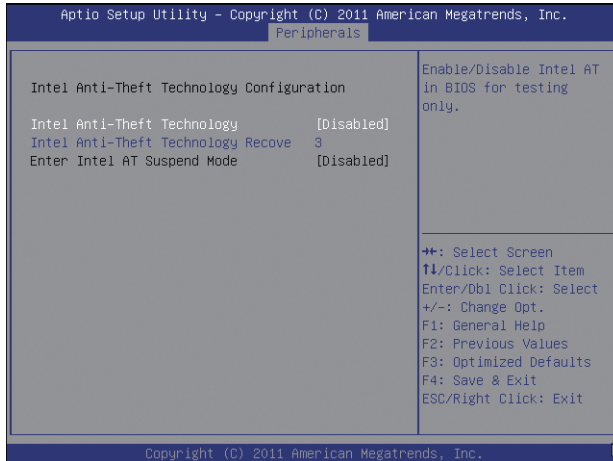 Aptio Setup Utility – Copyright (C) 2011 American Megatrends, Inc.
Peripherals
Intel Anti-Theft Technology Configuration
Intel Anti-Theft Technology [Disabled]
Intel Anti-Theft Technology Recove 3
Enter Intel AT Suspend Mode [Disabled]
Enable/Disable Intel AT
in BIOS for testing
only.
→←: Select Screen
↑↓/Click: Select Item
Enter/Dbl Click: Select
+/-: Change Opt.
F1: General Help
F2: Previous Values
F3: Optimized Defaults
F4: Save & Exit
ESC/Right Click: Exit
Copyright (C) 2011 American Megatrends, Inc.